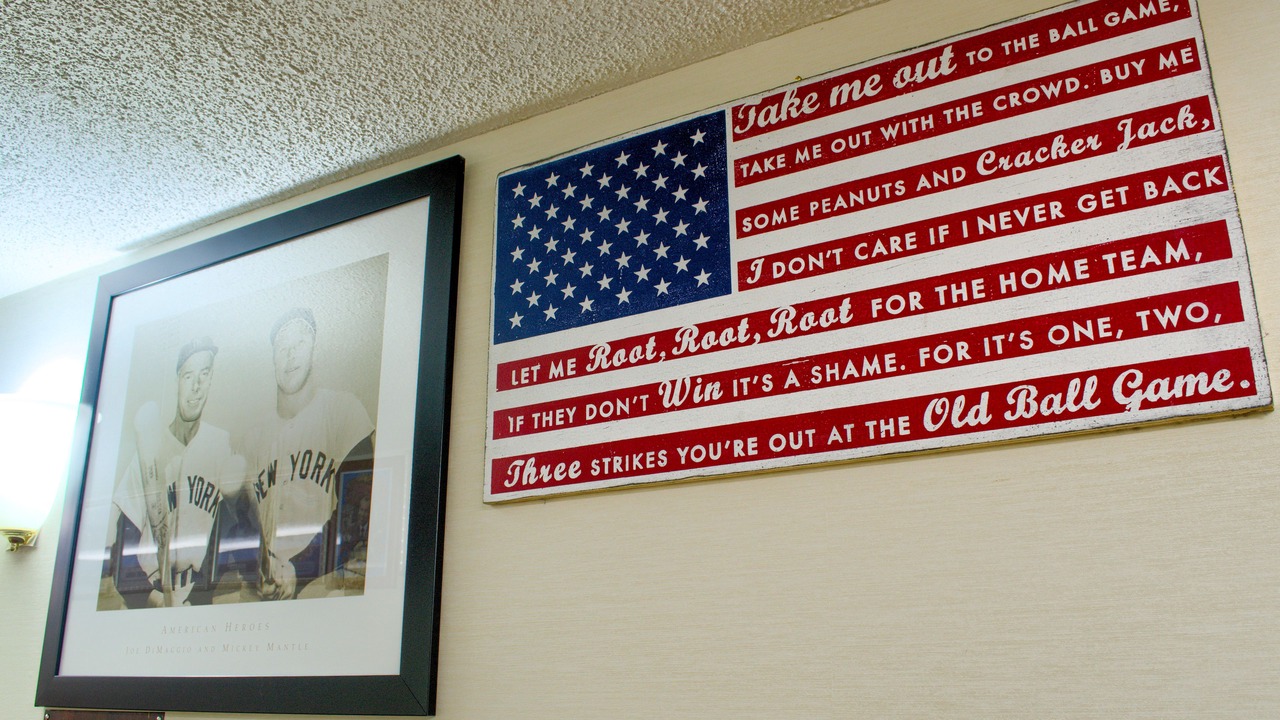 Take me out TO THE BALL GAME,
TAKE ME OUT WITH THE CROWD. BUY ME
SOME PEANUTS AND Cracker Jack,
I DON'T CARE IF I NEVER GET BACK
LET ME Root, Root, Root FOR THE HOME TEAM,
IF THEY DON'T Win IT'S A SHAME. FOR IT'S ONE, TWO,
Three STRIKES YOU'RE OUT AT THE Old Ball Game.
N YORK
NEW YORK
AMERICAN HEROES
JOE DIMAGGIO AND MICKEY MANTLE